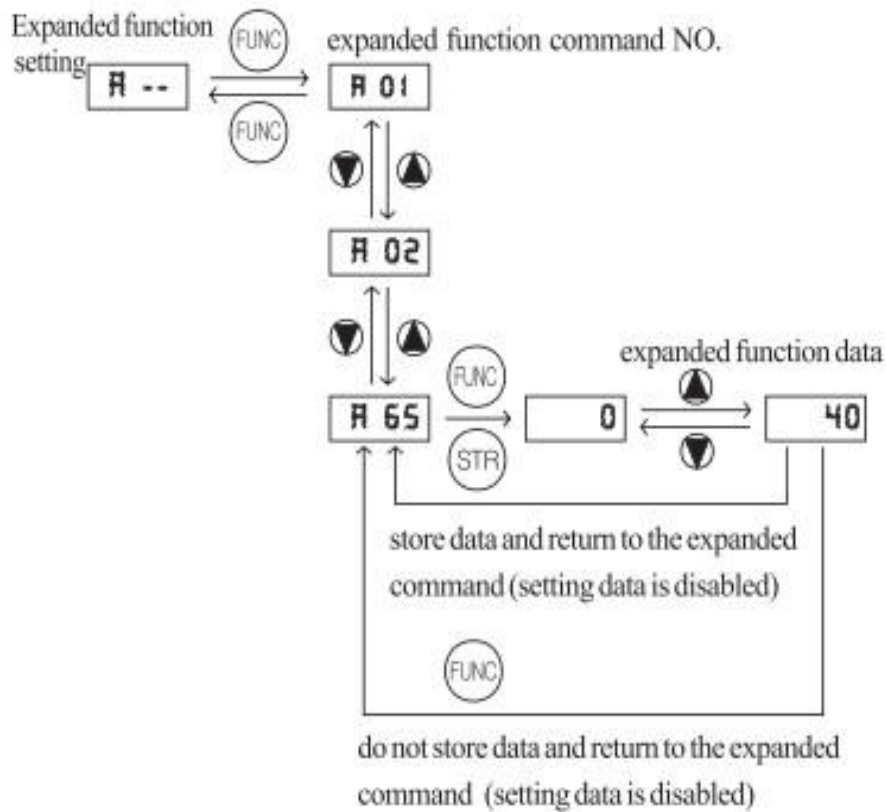 Expanded function
setting
FUNC
expanded function command NO.
A --
A 01
FUNC
A 02
expanded function data
FUNC
A 65
0
40
STR
store data and return to the expanded
command (setting data is disabled)
FUNC
do not store data and return to the expanded
command (setting data is disabled)